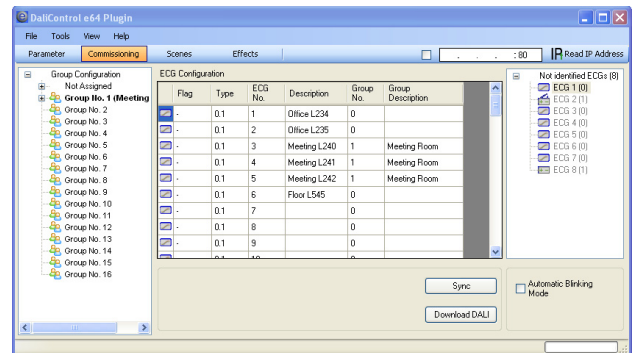 DaliControl e64 Plugin
File Tools View Help
Parameter Commissioning Scenes Effects . . . : 80 IR Read IP Address
Group Configuration
Not Assigned
Group No. 1 (Meeting
Group No. 2
Group No. 3
Group No. 4
Group No. 5
Group No. 6
Group No. 7
Group No. 8
Group No. 9
Group No. 10
Group No. 11
Group No. 12
Group No. 13
Group No. 14
Group No. 15
Group No. 16
ECG Configuration
Flag Type ECG No. Description Group No. Group Description
- 0.1 1 Office L234 0
- 0.1 2 Office L235 0
- 0.1 3 Meeting L240 1 Meeting Room
- 0.1 4 Meeting L241 1 Meeting Room
- 0.1 5 Meeting L242 1 Meeting Room
- 0.1 6 Floor L545 0
- 0.1 7 0
- 0.1 8 0
- 0.1 9 0
Sync
Download DALI
Not identified ECGs (8)
ECG 1 (0)
ECG 2 (1)
ECG 3 (0)
ECG 4 (0)
ECG 5 (0)
ECG 6 (0)
ECG 7 (0)
ECG 8 (1)
Automatic Blinking
Mode